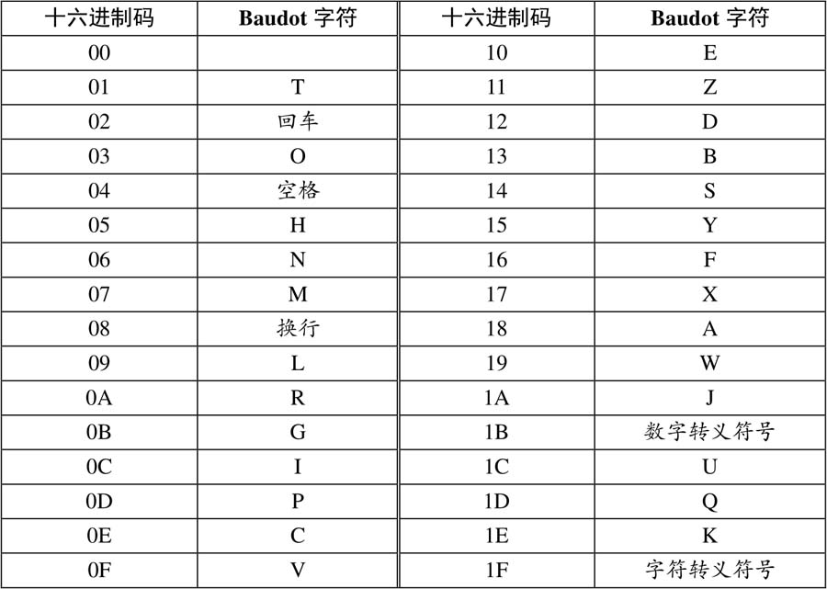 十六进制码 Baudot 字符 十六进制码 Baudot 字符
00 10 E
01 T 11 Z
02 回车 12 D
03 O 13 B
04 空格 14 S
05 H 15 Y
06 N 16 F
07 M 17 X
08 换行 18 A
09 L 19 W
0A R 1A J
0B G 1B 数字转义符号
0C I 1C U
0D P 1D Q
0E C 1E K
0F V 1F 字符转义符号